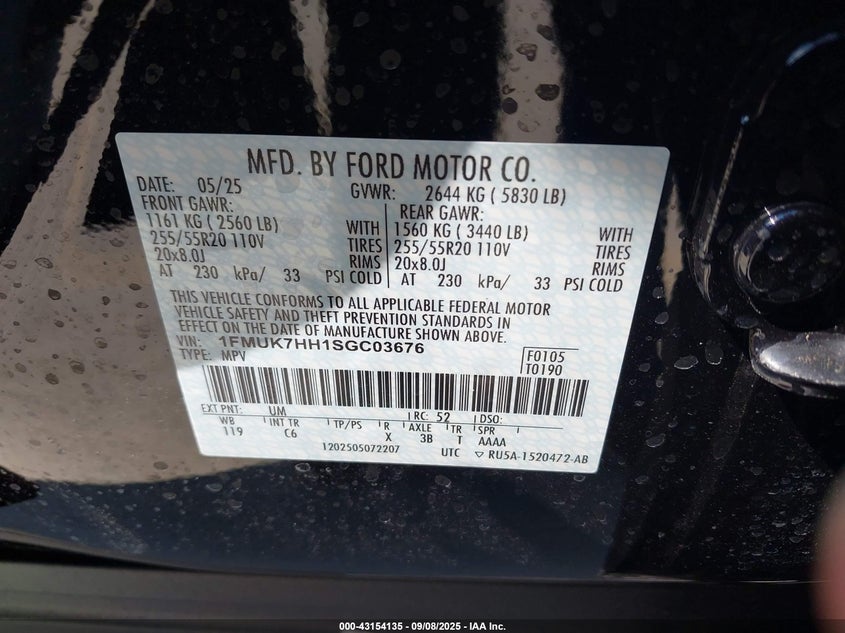 MFD. BY FORD MOTOR CO.
DATE: 05/25 GVWR: 2644 KG ( 5830 LB)
FRONT GAWR: REAR GAWR:
1161 KG ( 2560 LB) WITH 1560 KG ( 3440 LB) WITH
255/55R20 110V TIRES 255/55R20 110V TIRES
20x8.0J RIMS 20x8.0J RIMS
AT 230 kPa/ 33 PSI COLD AT 230 kPa/ 33 PSI COLD
THIS VEHICLE CONFORMS TO ALL APPLICABLE FEDERAL MOTOR
VEHICLE SAFETY AND THEFT PREVENTION STANDARDS IN
EFFECT ON THE DATE OF MANUFACTURE SHOWN ABOVE.
VIN: 1FMUK7HH1SGC03676 F0105
TYPE: MPV T0190
EXT PNT: UM RC: 52 DSO:
WB INT TR TP/PS R AXLE TR SPR
119 C6 X 3B T AAAA
1202505072207 UTC ▽ RU5A-1520472-AB
000-43154135 - 09/08/2025 - IAA Inc.